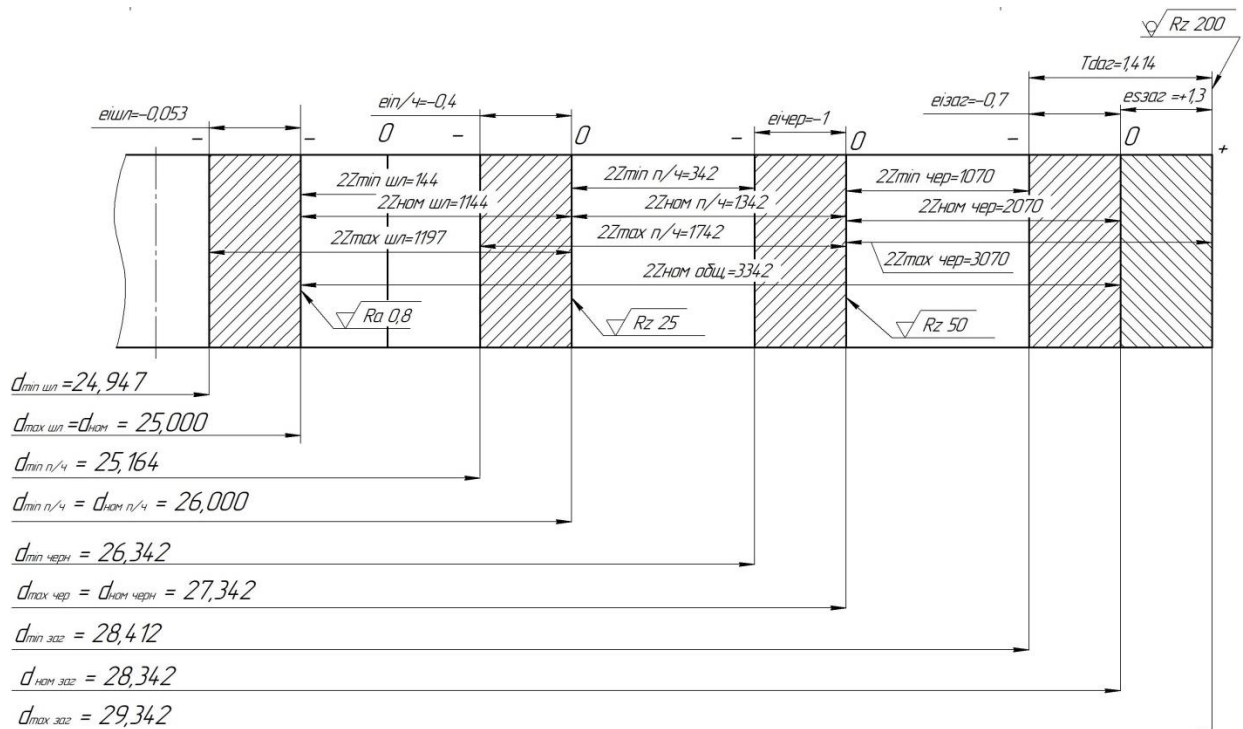 Rz 200
Tdaz=1,414
eiшл=-0,053
ein/ч=-0,4
eiзаг=-0,7
esзаг =+1,3
eiчер=-1
- - 0 - 0 - 0 - 0 +
2Zmin шл=144
2Zmin п/ч=342
2Zmin чер=1070
2Zном шл=1144
2Zном п/ч=1342
2Zном чер=2070
2Zmax шл=1197
2Zmax п/ч=1742
2Zmax чер=3070
2Zном общ=3342
Ra 0,8
Rz 25
Rz 50
dmin шл =24,947
dmax шл =dном = 25,000
dmin п/ч = 25,164
dmin п/ч = dном п/ч = 26,000
dmin черн = 26,342
dmax чер = dном черн = 27,342
dmin заг = 28,412
dном заг = 28,342
dmax заг = 29,342